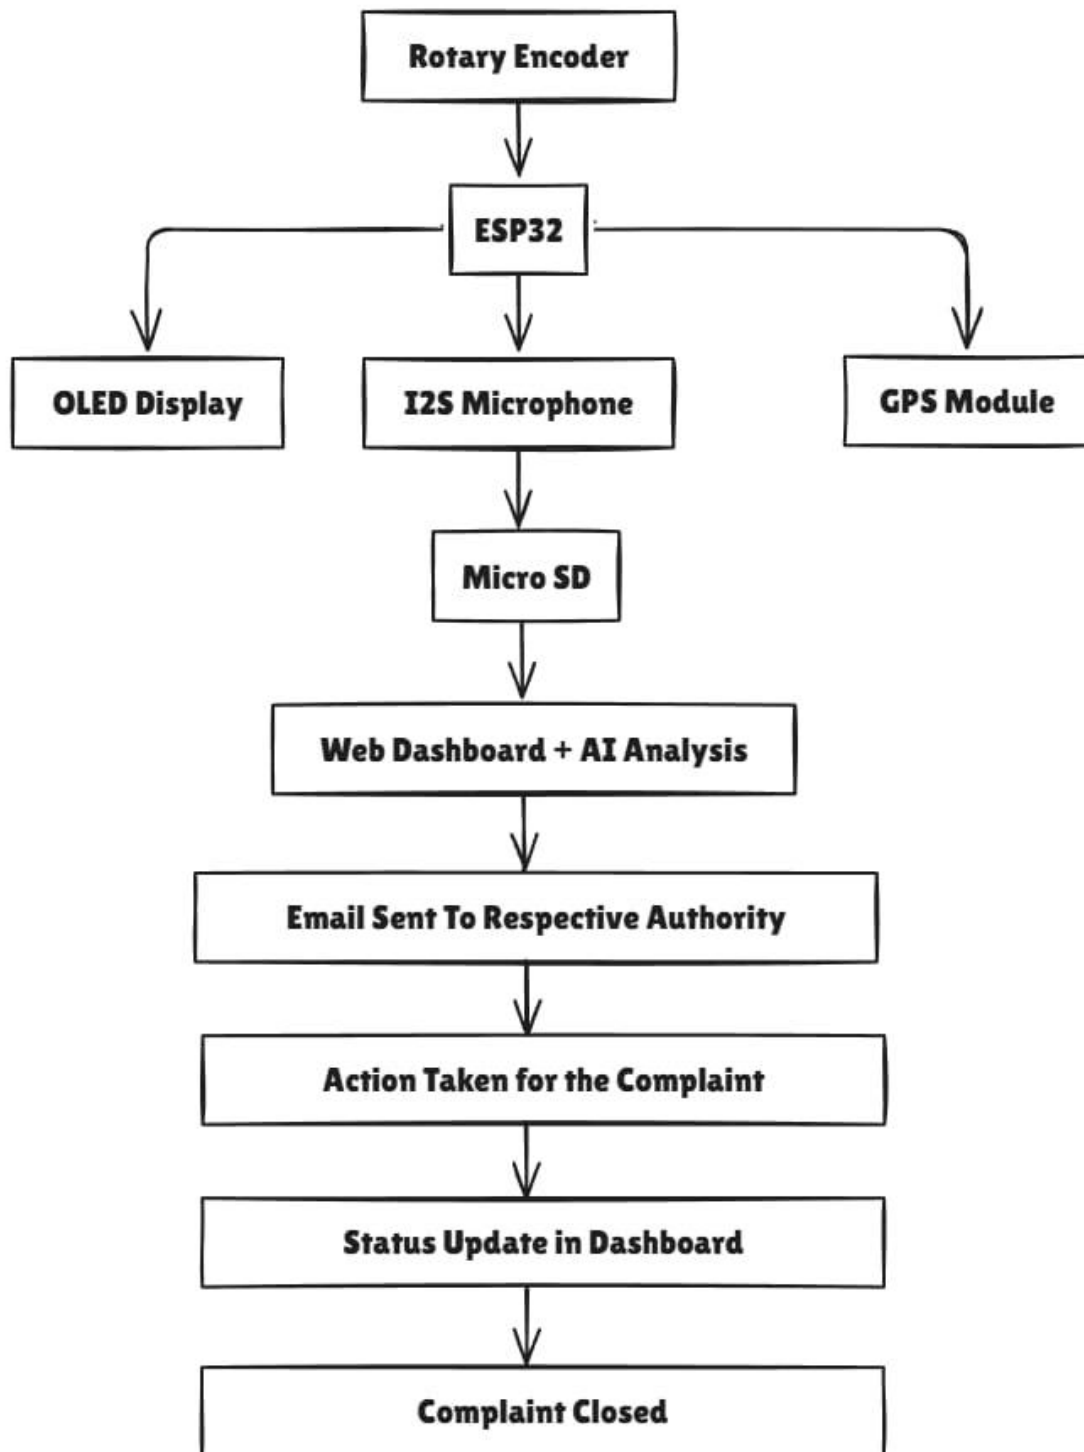 Rotary Encoder
ESP32
OLED Display
I2S Microphone
GPS Module
Micro SD
Web Dashboard + AI Analysis
Email Sent To Respective Authority
Action Taken for the Complaint
Status Update in Dashboard
Complaint Closed